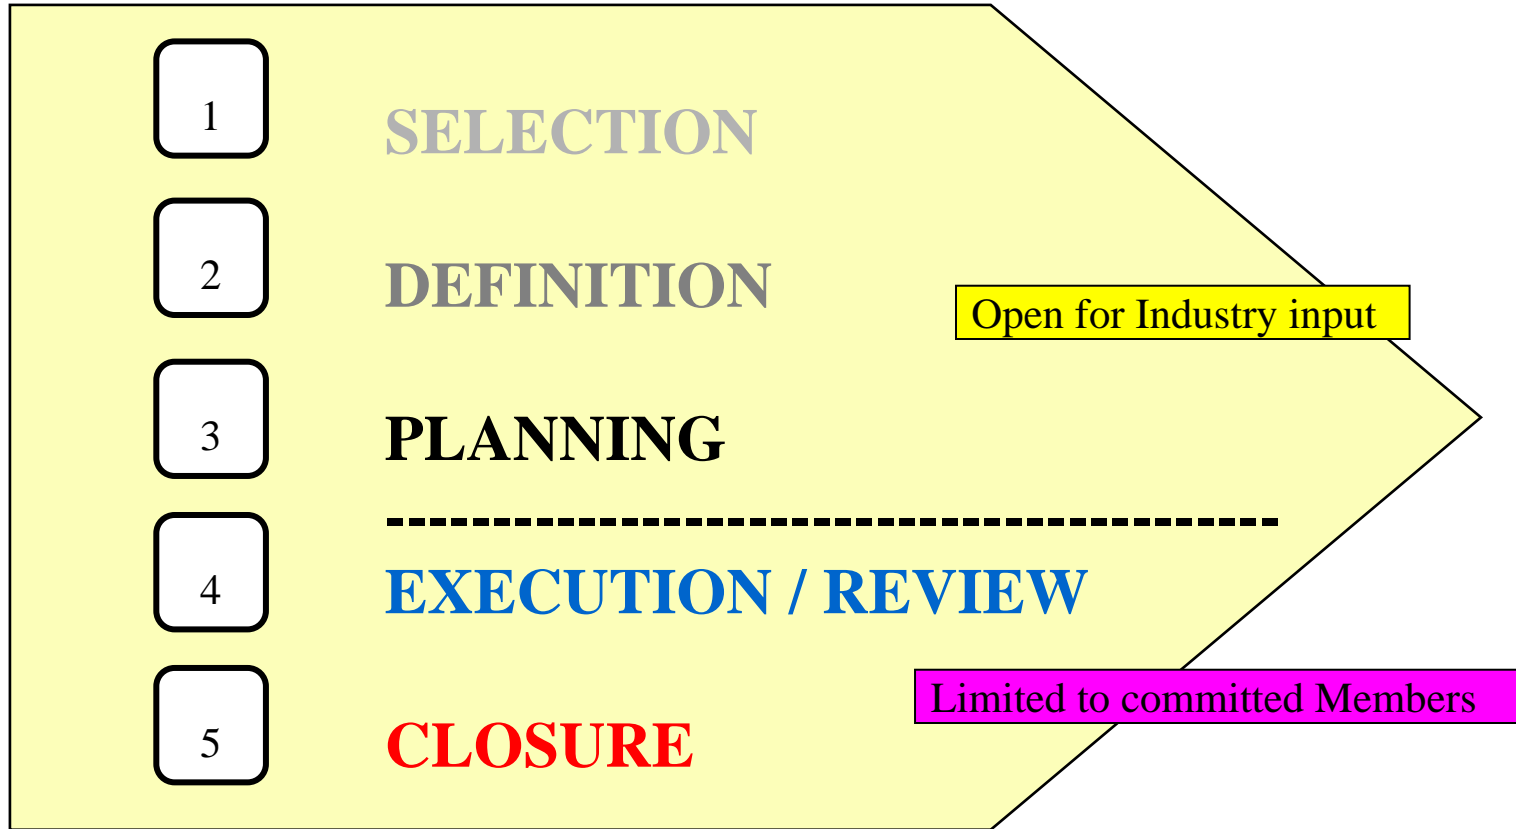 1
SELECTION
2
DEFINITION
Open for Industry input
3
PLANNING
------------------------------------------
4
EXECUTION / REVIEW
Limited to committed Members
5
CLOSURE